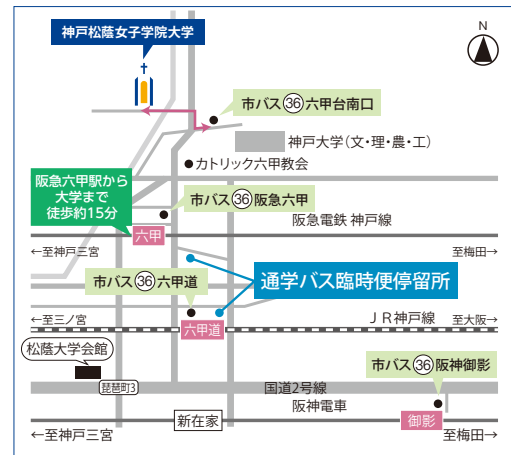 神戸松蔭女子学院大学
N
市バス㊱六甲台南口
神戸大学(文・理・農・工)
カトリック六甲教会
阪急六甲駅から
大学まで
徒歩約15分
市バス㊱阪急六甲
阪急電鉄 神戸線
六甲
←至神戸三宮
至梅田→
市バス㊱六甲道
通学バス臨時便停留所
←至三ノ宮
JR神戸線
至大阪→
六甲道
松蔭大学会館
市バス㊱阪神御影
琵琶町3
国道2号線
阪神電車
新在家
御影
←至神戸三宮
至梅田→